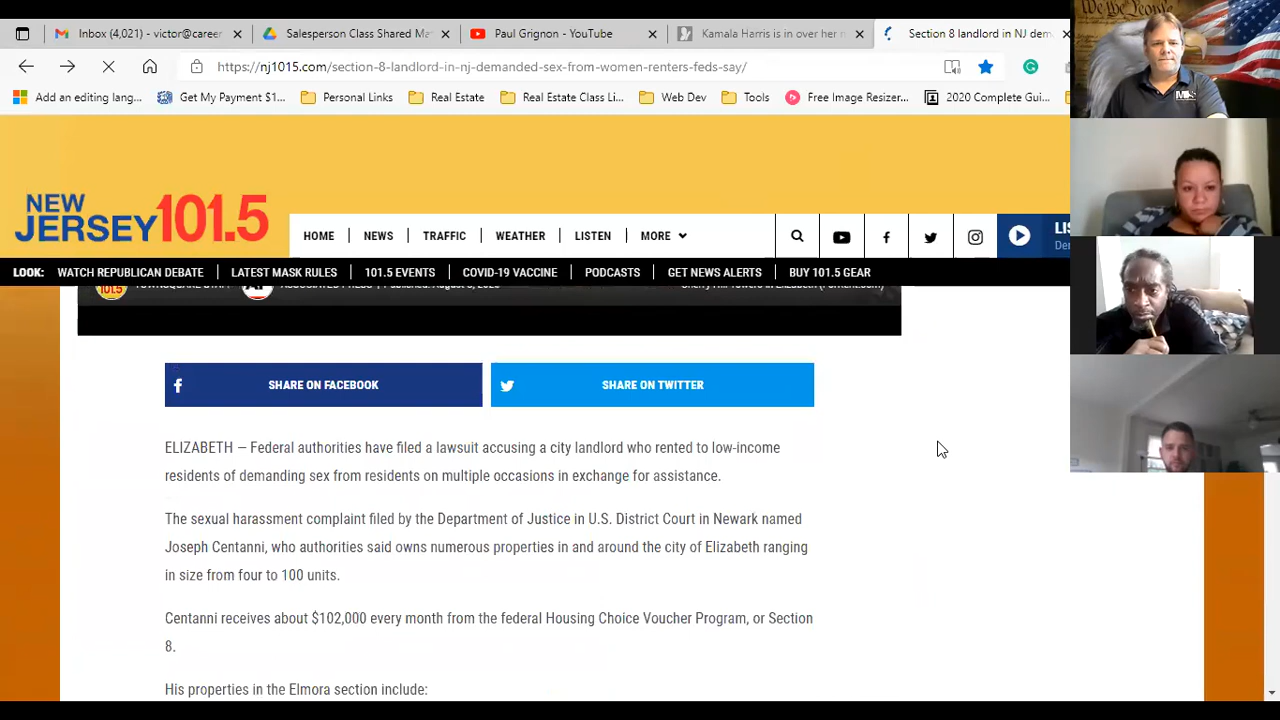 We the People
Inbox (4,021) - victor@career
Salesperson Class Shared Ma
Paul Grignon - YouTube
Kamala Harris is in over her
Section 8 landlord in NJ dem
https://nj1015.com/section-8-landlord-in-nj-demanded-sex-from-women-renters-feds-say/
Add an editing lang...
Get My Payment $1...
Personal Links
Real Estate
Real Estate Class Li...
Web Dev
Tools
Free Image Resizer...
2020 Complete Gui...
NEW
JERSEY 101.5
HOME
NEWS
TRAFFIC
WEATHER
LISTEN
MORE
LOOK:
WATCH REPUBLICAN DEBATE
LATEST MASK RULES
101.5 EVENTS
COVID-19 VACCINE
PODCASTS
GET NEWS ALERTS
BUY 101.5 GEAR
SHARE ON FACEBOOK
SHARE ON TWITTER
ELIZABETH — Federal authorities have filed a lawsuit accusing a city landlord who rented to low-income
residents of demanding sex from residents on multiple occasions in exchange for assistance.
The sexual harassment complaint filed by the Department of Justice in U.S. District Court in Newark named
Joseph Centanni, who authorities said owns numerous properties in and around the city of Elizabeth ranging
in size from four to 100 units.
Centanni receives about $102,000 every month from the federal Housing Choice Voucher Program, or Section
8.
His properties in the Elmora section include: